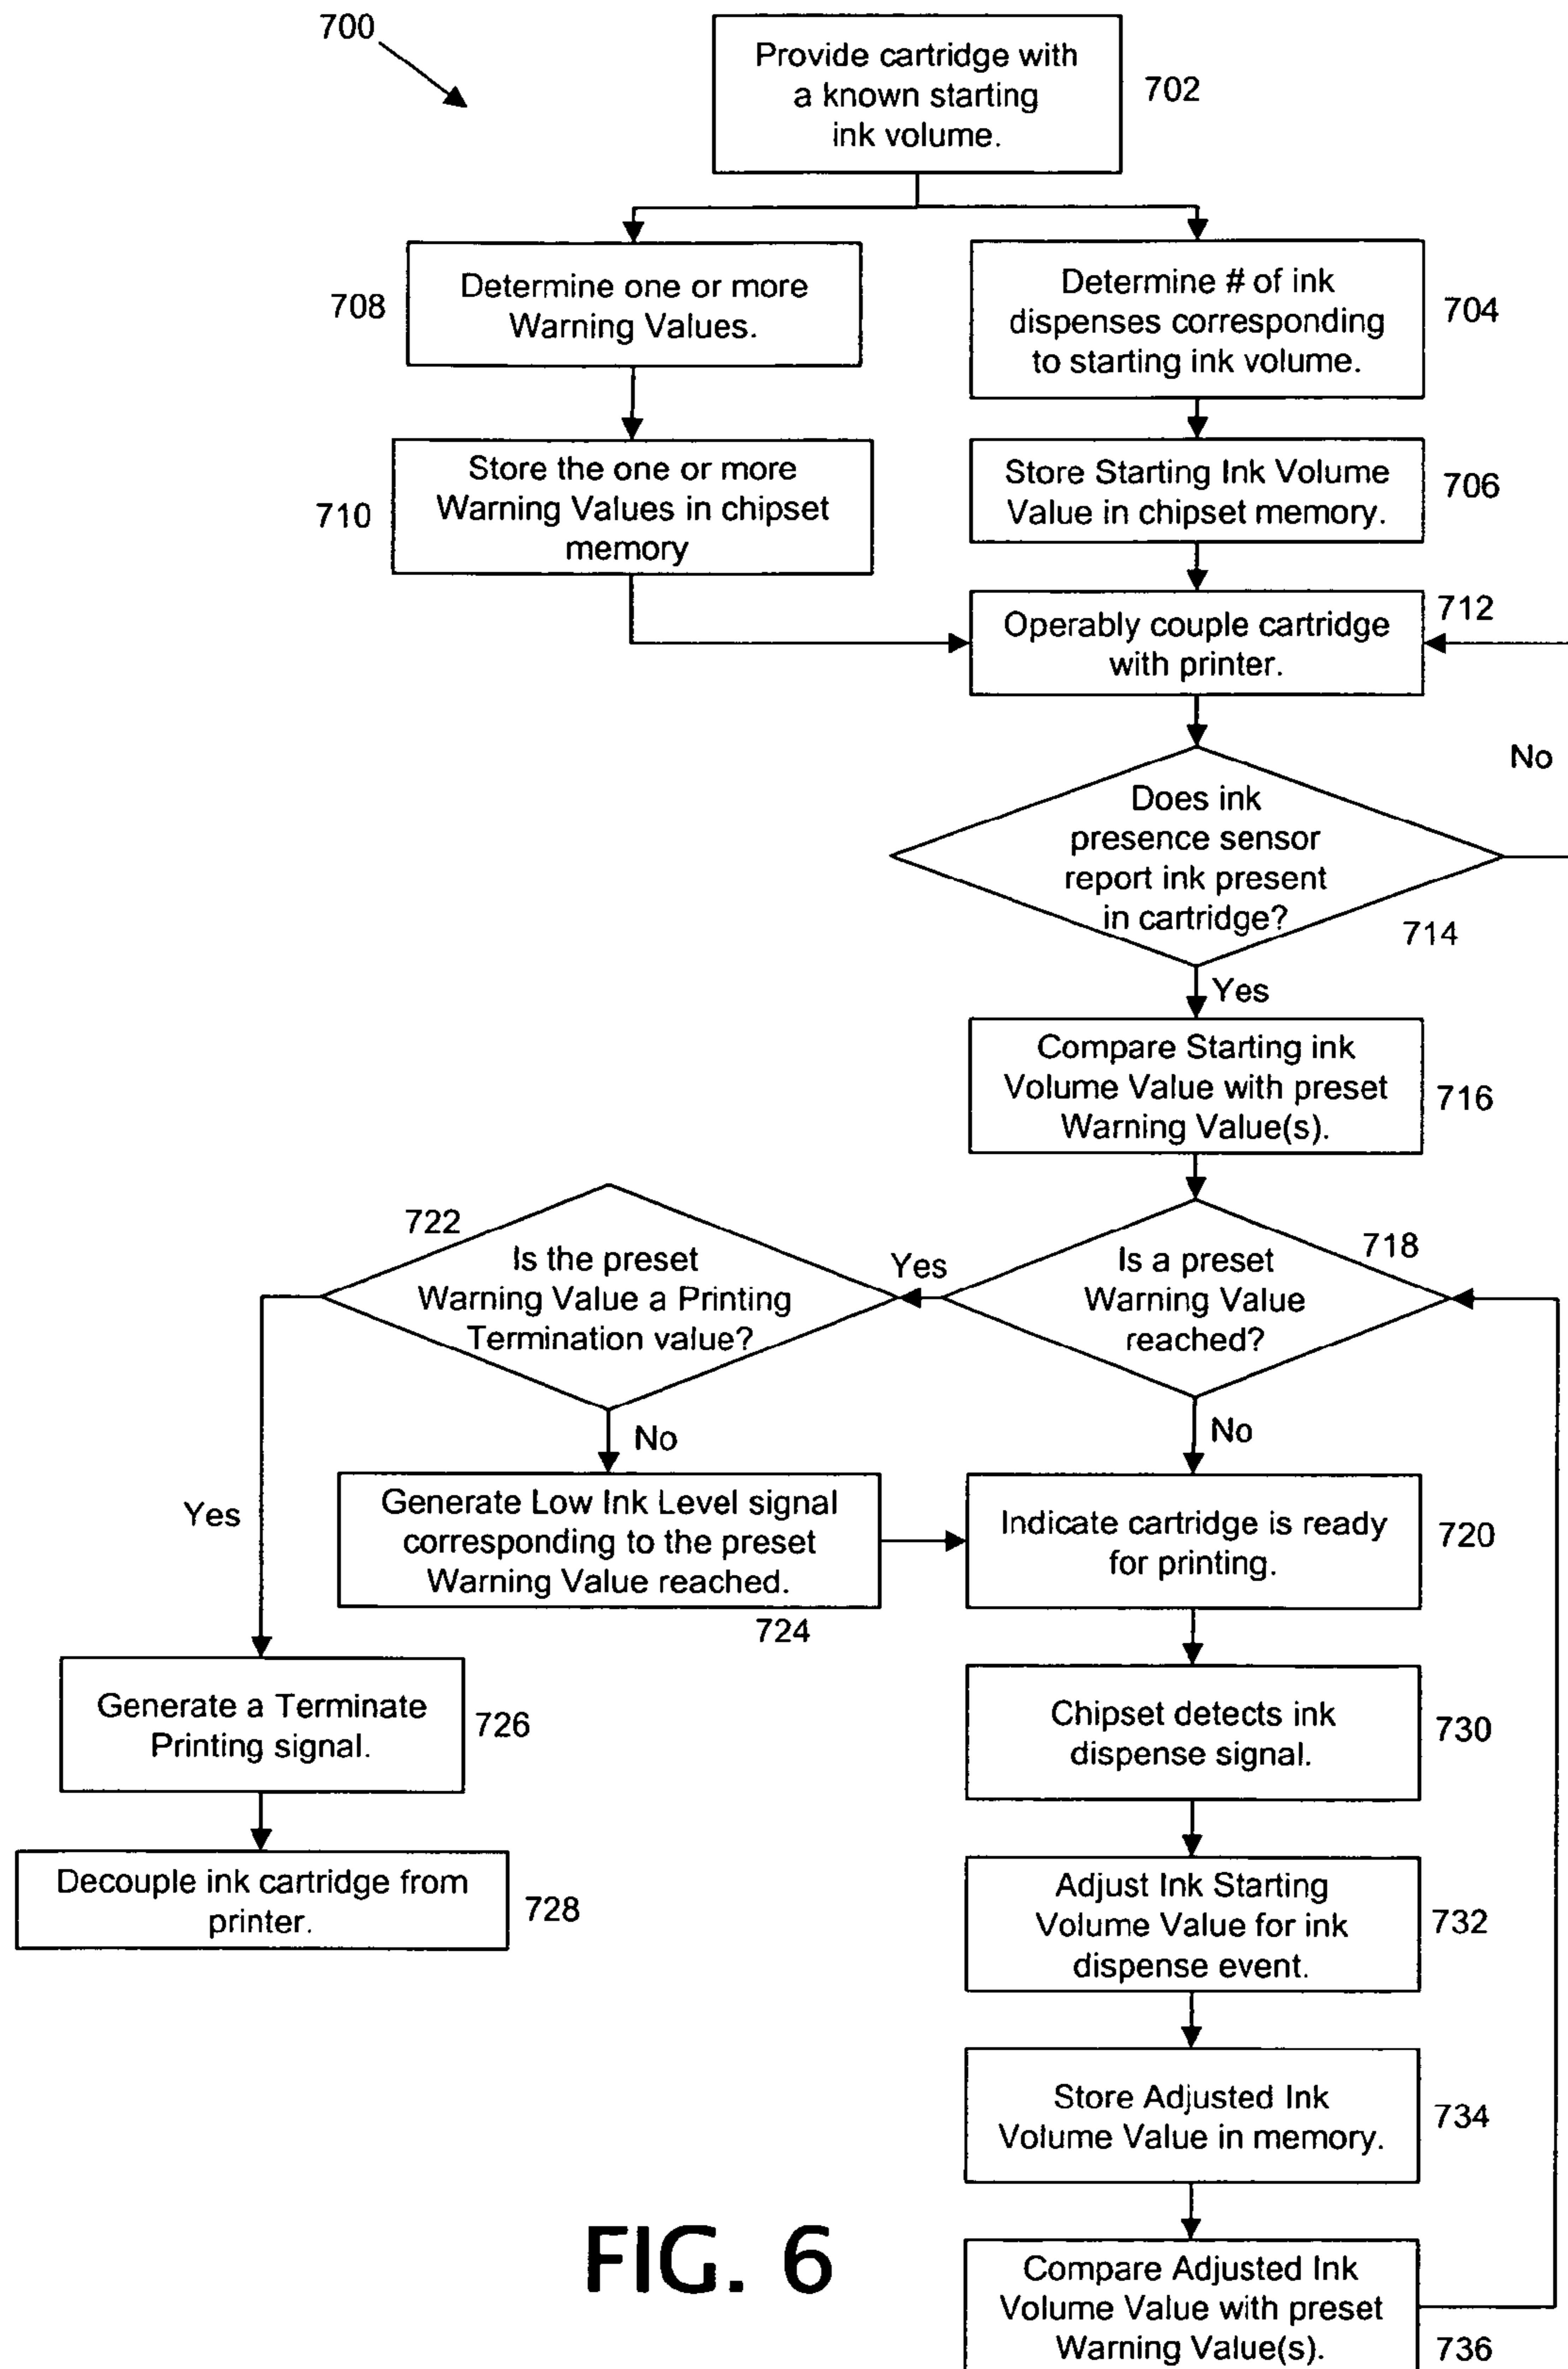 700
Provide cartridge with
a known starting
ink volume.
702
708
Determine one or more
Warning Values.
Determine # of ink
dispenses corresponding
to starting ink volume.
704
710
Store the one or more
Warning Values in chipset
memory
Store Starting Ink Volume
Value in chipset memory.
706
Operably couple cartridge
with printer.
712
No
Does ink
presence sensor
report ink present
in cartridge?
714
Yes
Compare Starting ink
Volume Value with preset
Warning Value(s).
716
722
Is the preset
Warning Value a Printing
Termination value?
Yes
Is a preset
Warning Value
reached?
718
No
No
Yes
Generate Low Ink Level signal
corresponding to the preset
Warning Value reached.
724
Indicate cartridge is ready
for printing.
720
Generate a Terminate
Printing signal.
726
Chipset detects ink
dispense signal.
730
Decouple ink cartridge from
printer.
728
Adjust Ink Starting
Volume Value for ink
dispense event.
732
Store Adjusted Ink
Volume Value in memory.
734
FIG. 6
Compare Adjusted Ink
Volume Value with preset
Warning Value(s).
736